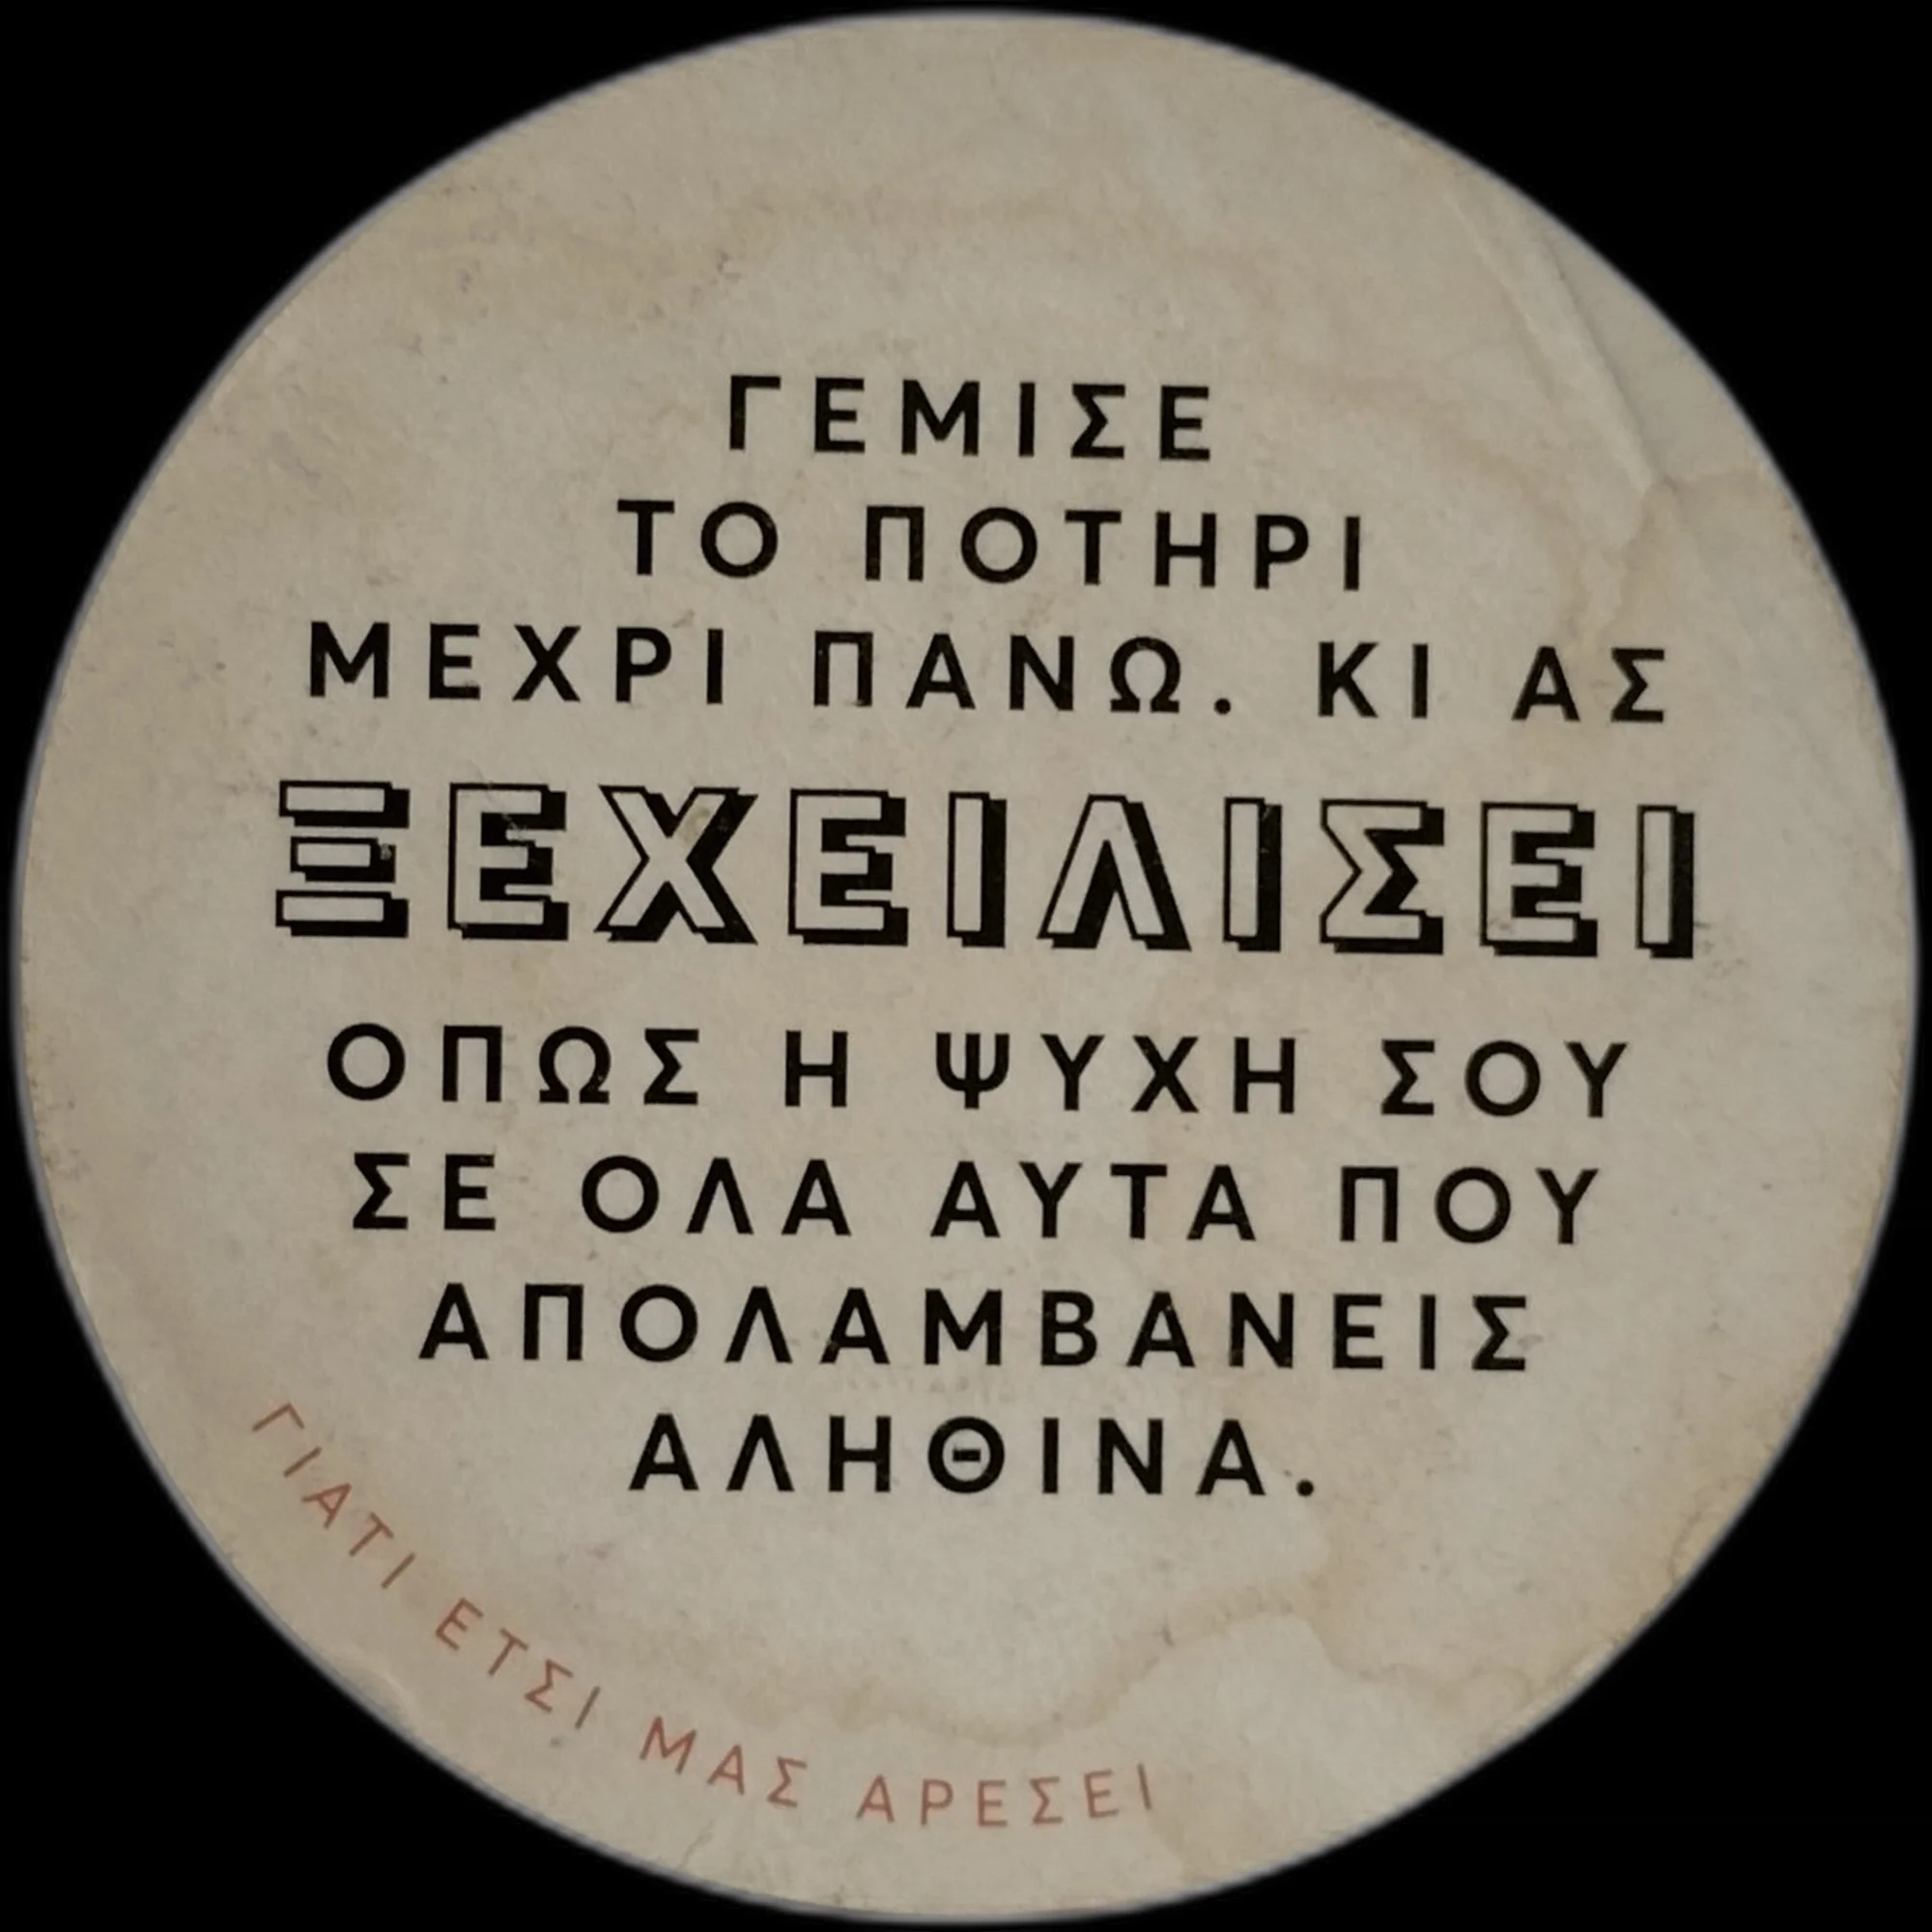 ΓΕΜΙΣΕ
ΤΟ ΠΟΤΗΡΙ
ΜΕΧΡΙ ΠΑΝΩ. ΚΙ ΑΣ
ΞΕΧΕΙΛΙΣΕΙ
ΟΠΩΣ Η ΨΥΧΗ ΣΟΥ
ΣΕ ΟΛΑ ΑΥΤΑ ΠΟΥ
ΑΠΟΛΑΜΒΑΝΕΙΣ
ΑΛΗΘΙΝΑ.
ΓΙΑΤΙ ΕΤΣΙ ΜΑΣ ΑΡΕΣΕΙ